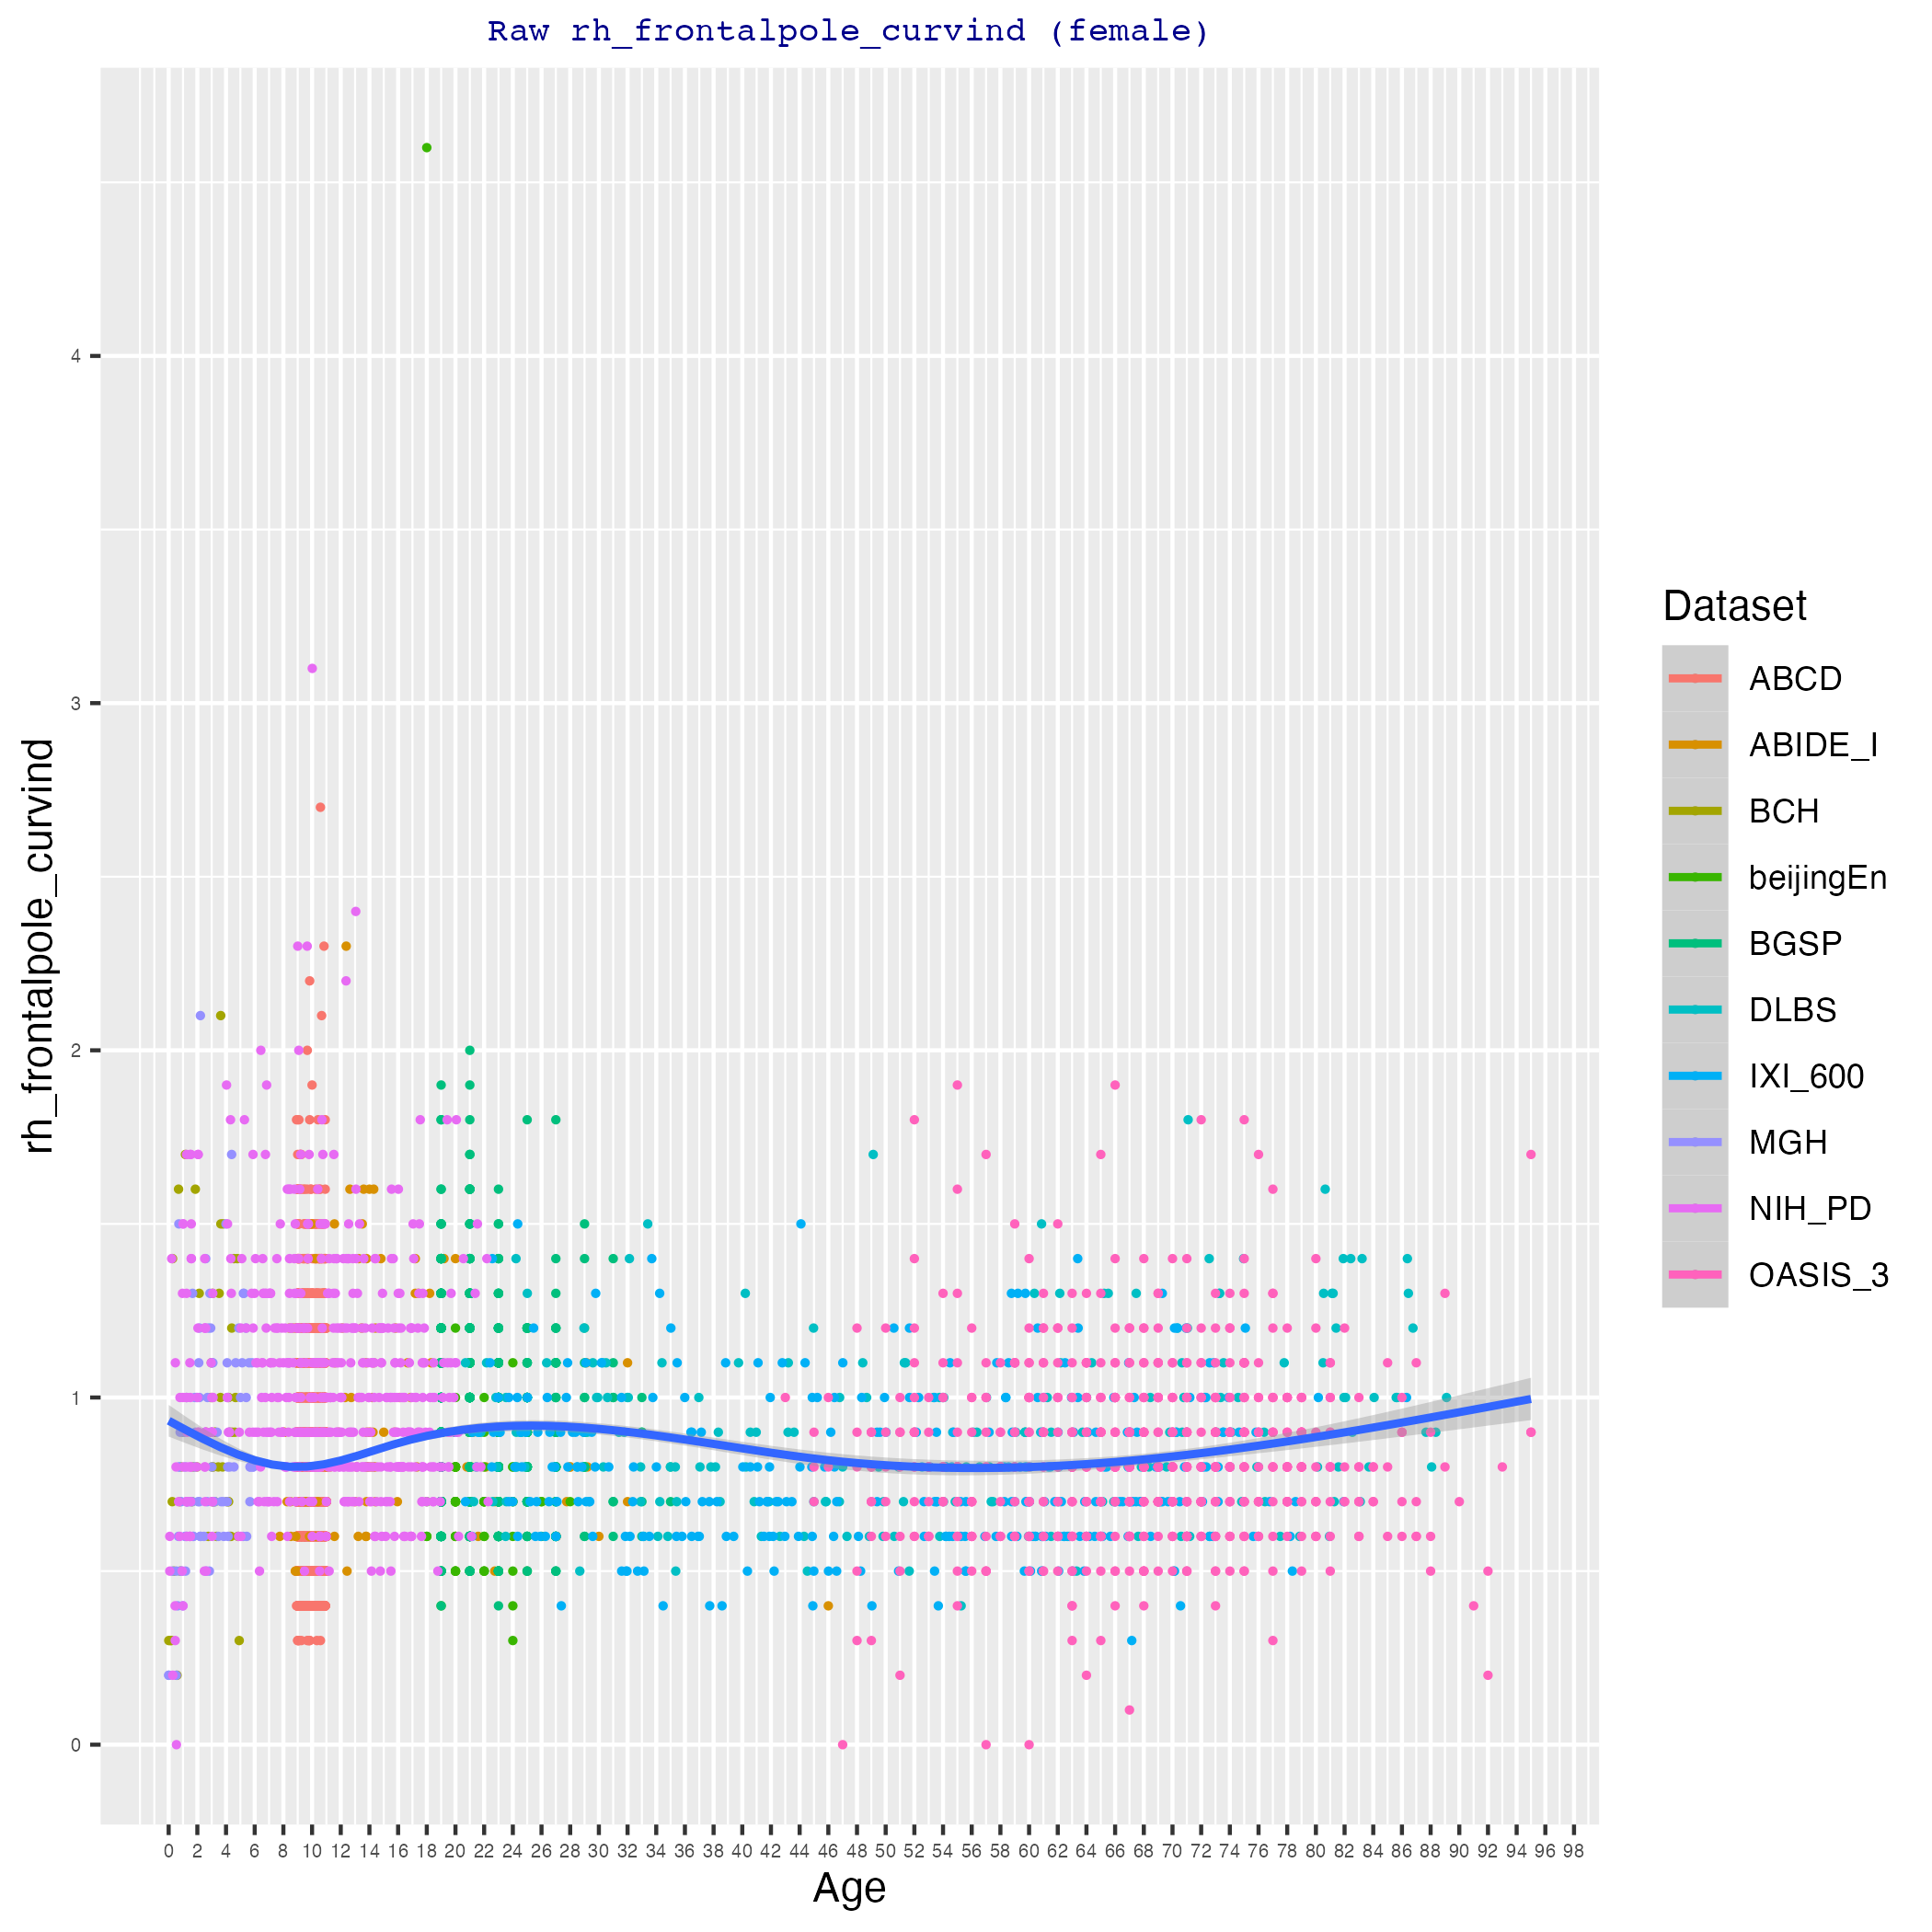 Raw rh_frontalpole_curvind (female)
rh_frontalpole_curvind
4
3
2
1
0
0 2 4 6 8 10 12 14 16 18 20 22 24 26 28 30 32 34 36 38 40 42 44 46 48 50 52 54 56 58 60 62 64 66 68 70 72 74 76 78 80 82 84 86 88 90 92 94 96 98
Age
Dataset
ABCD
ABIDE_I
BCH
beijingEn
BGSP
DLBS
IXI_600
MGH
NIH_PD
OASIS_3